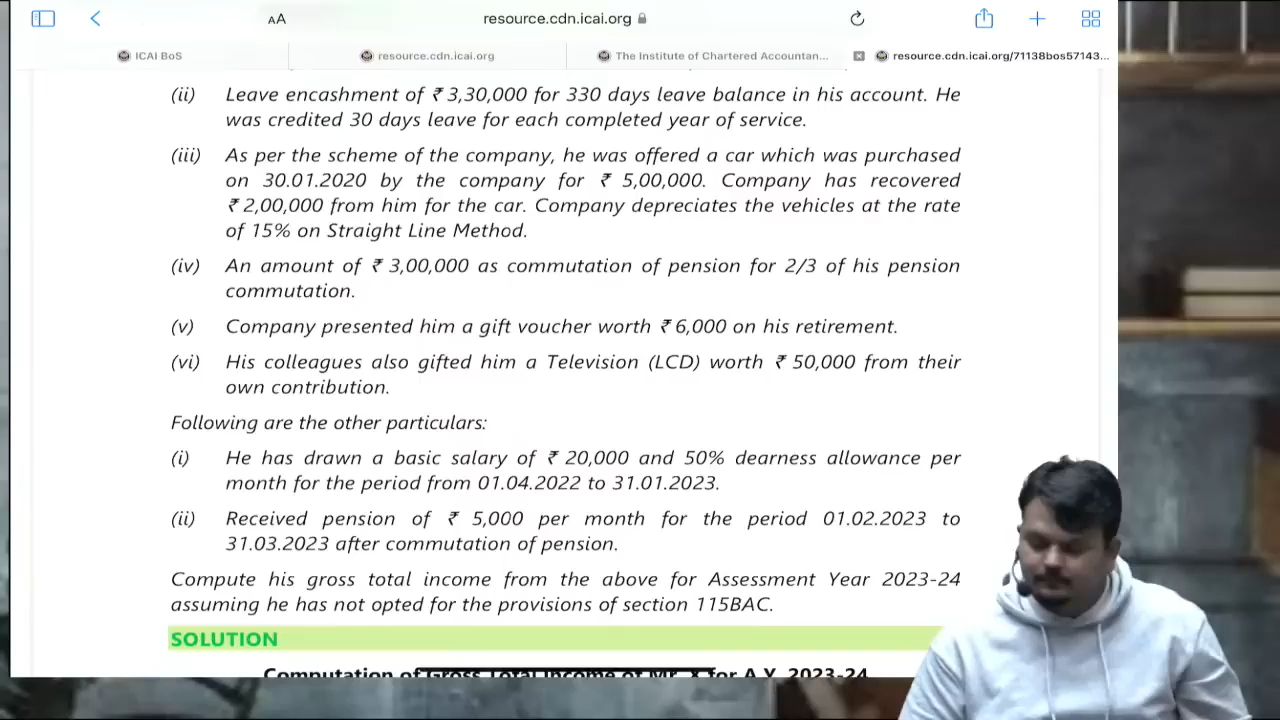 AA
resource.cdn.icai.org
ICAI BoS
resource.cdn.icai.org
The Institute of Chartered Accountan...
resource.cdn.icai.org/71138bos57143...
(ii) Leave encashment of ₹ 3,30,000 for 330 days leave balance in his account. He
was credited 30 days leave for each completed year of service.
(iii) As per the scheme of the company, he was offered a car which was purchased
on 30.01.2020 by the company for ₹ 5,00,000. Company has recovered
₹ 2,00,000 from him for the car. Company depreciates the vehicles at the rate
of 15% on Straight Line Method.
(iv) An amount of ₹ 3,00,000 as commutation of pension for 2/3 of his pension
commutation.
(v) Company presented him a gift voucher worth ₹ 6,000 on his retirement.
(vi) His colleagues also gifted him a Television (LCD) worth ₹ 50,000 from their
own contribution.
Following are the other particulars:
(i) He has drawn a basic salary of ₹ 20,000 and 50% dearness allowance per
month for the period from 01.04.2022 to 31.01.2023.
(ii) Received pension of ₹ 5,000 per month for the period 01.02.2023 to
31.03.2023 after commutation of pension.
Compute his gross total income from the above for Assessment Year 2023-24
assuming he has not opted for the provisions of section 115BAC.
SOLUTION
Computation of Gross Total Income of Mr. X for A.Y. 2023-24